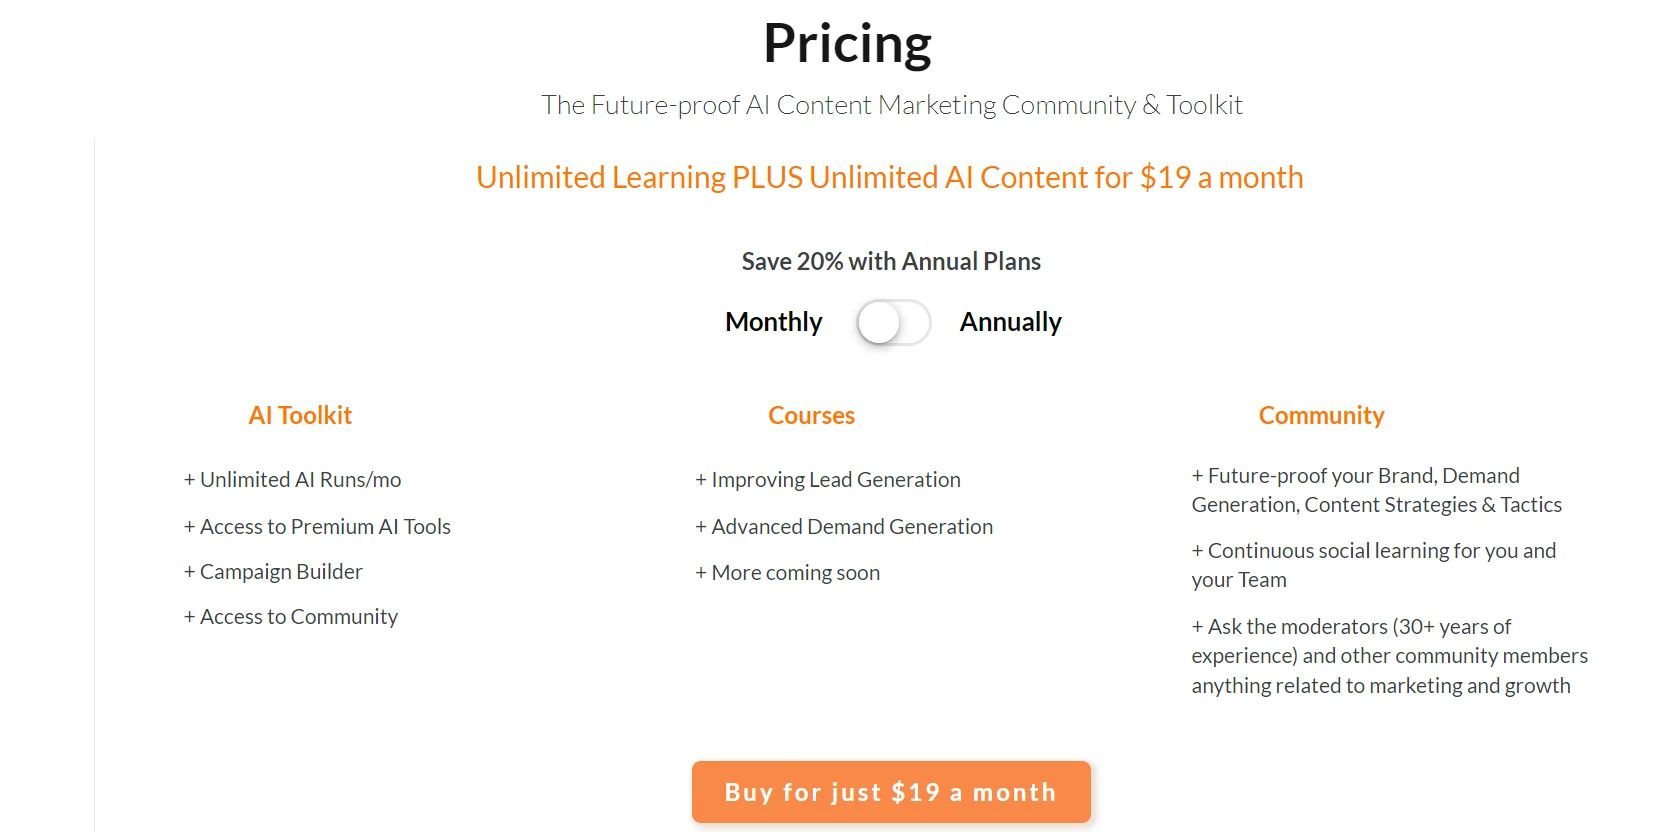 Pricing
The Future-proof AI Content Marketing Community & Toolkit
Unlimited Learning PLUS Unlimited AI Content for $19 a month
Save 20% with Annual Plans
Monthly
Annually
AI Toolkit
+ Unlimited AI Runs/mo
+ Access to Premium AI Tools
+ Campaign Builder
+ Access to Community
Courses
+ Improving Lead Generation
+ Advanced Demand Generation
+ More coming soon
Community
+ Future-proof your Brand, Demand
Generation, Content Strategies & Tactics
+ Continuous social learning for you and
your Team
+ Ask the moderators (30+ years of
experience) and other community members
anything related to marketing and growth
Buy for just $19 a month